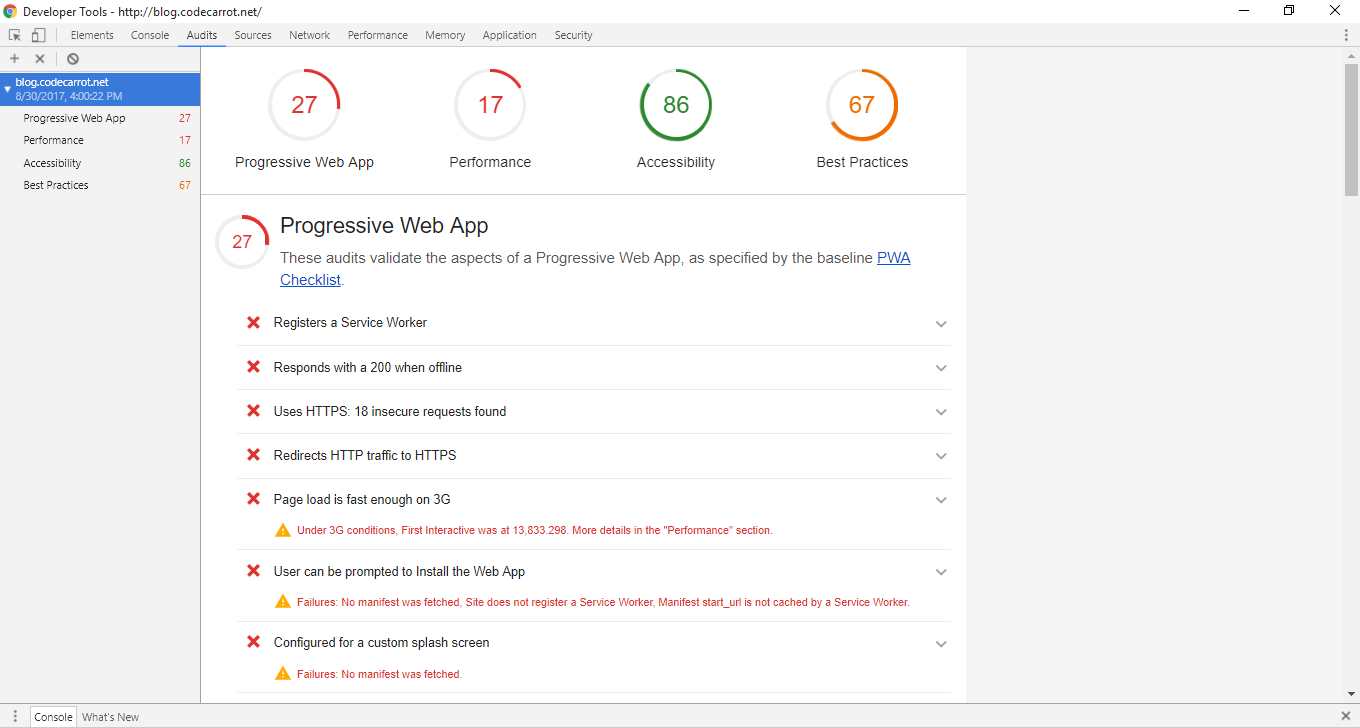 Developer Tools - http://blog.codecarrot.net/
Elements Console Audits Sources Network Performance Memory Application Security
blog.codecarrot.net
8/30/2017, 4:00:22 PM
Progressive Web App 27
Performance 17
Accessibility 86
Best Practices 67
27 17 86 67
Progressive Web App Performance Accessibility Best Practices
27
Progressive Web App
These audits validate the aspects of a Progressive Web App, as specified by the baseline PWA
Checklist.
Registers a Service Worker
Responds with a 200 when offline
Uses HTTPS: 18 insecure requests found
Redirects HTTP traffic to HTTPS
Page load is fast enough on 3G
Under 3G conditions, First Interactive was at 13,833.298. More details in the "Performance" section.
User can be prompted to Install the Web App
Failures: No manifest was fetched, Site does not register a Service Worker, Manifest start_url is not cached by a Service Worker.
Configured for a custom splash screen
Failures: No manifest was fetched.
Console What's New